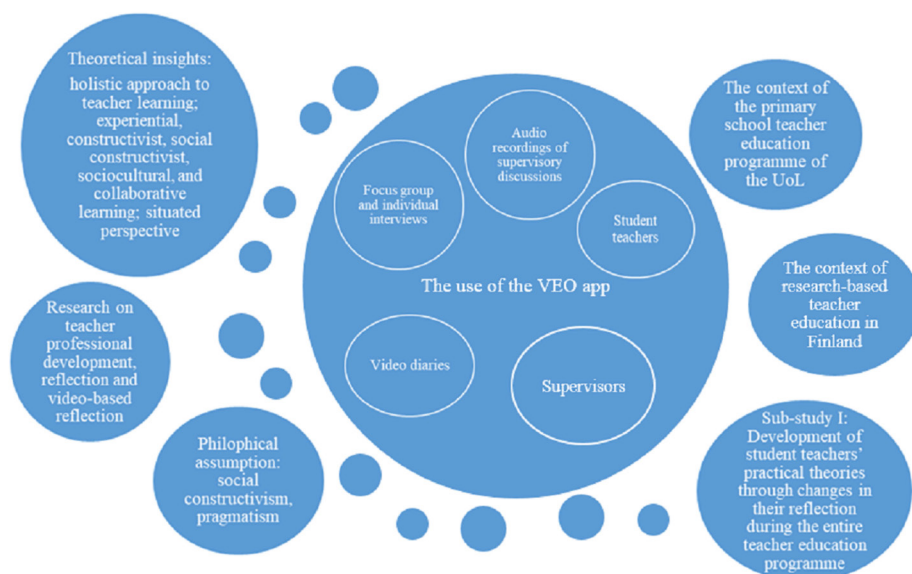 Theoretical insights:
holistic approach to
teacher learning;
experiential,
constructivist, social
constructivist,
sociocultural, and
collaborative
learning; situated
perspective
Research on
teacher
professional
development,
reflection and
video-based
reflection
Philophical
assumption:
social
constructivism,
pragmatism
Audio
recordings of
supervisory
discussions
Focus group
and individual
interviews
Student
teachers
The use of the VEO app
Video diaries
Supervisors
The context of
the primary
school teacher
education
programme of
the UoL
The context of
research-based
teacher
education in
Finland
Sub-study I:
Development of
student teachers’
practical theories
through changes in
their reflection
during the entire
teacher education
programme